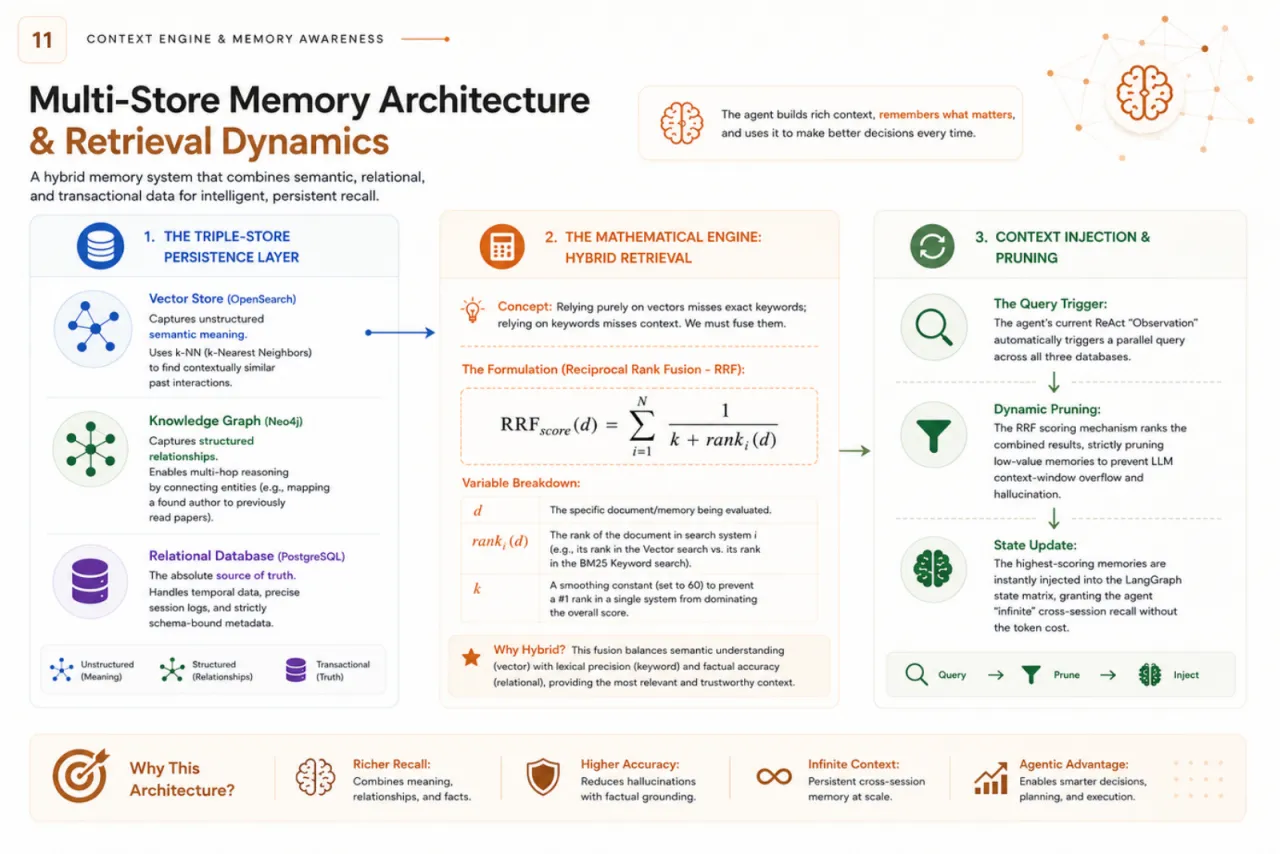 11
CONTEXT ENGINE & MEMORY AWARENESS
Multi-Store Memory Architecture
& Retrieval Dynamics
A hybrid memory system that combines semantic, relational,
and transactional data for intelligent, persistent recall.
The agent builds rich context, remembers what matters,
and uses it to make better decisions every time.
1. THE TRIPLE-STORE
PERSISTENCE LAYER
Vector Store (OpenSearch)
Captures unstructured
semantic meaning.
Uses k-NN (k-Nearest Neighbors)
to find contextually similar
past interactions.
Knowledge Graph (Neo4j)
Captures structured
relationships.
Enables multi-hop reasoning
by connecting entities (e.g., mapping
a found author to previously
read papers).
Relational Database (PostgreSQL)
The absolute source of truth.
Handles temporal data, precise
session logs, and strictly
schema-bound metadata.
Unstructured
(Meaning)
Structured
(Relationships)
Transactional
(Truth)
2. THE MATHEMATICAL ENGINE:
HYBRID RETRIEVAL
Concept: Relying purely on vectors misses exact keywords;
relying on keywords misses context. We must fuse them.
The Formulation (Reciprocal Rank Fusion - RRF):
RRF_score(d) = ∑_{i=1}^{N} 1 / (k + rank_i(d))
Variable Breakdown:
d
The specific document/memory being evaluated.
rank_i(d)
The rank of the document in search system i
(e.g., its rank in the Vector search vs. its rank
in the BM25 Keyword search).
k
A smoothing constant (set to 60) to prevent
a #1 rank in a single system from dominating
the overall score.
Why Hybrid? This fusion balances semantic understanding
(vector) with lexical precision (keyword) and factual accuracy
(relational), providing the most relevant and trustworthy context.
3. CONTEXT INJECTION &
PRUNING
The Query Trigger:
The agent's current ReAct "Observation"
automatically triggers a parallel query
across all three databases.
Dynamic Pruning:
The RRF scoring mechanism ranks the
combined results, strictly pruning
low-value memories to prevent LLM
context-window overflow and
hallucination.
State Update:
The highest-scoring memories are
instantly injected into the LangGraph
state matrix, granting the agent
"infinite" cross-session recall without
the token cost.
Query
Prune
Inject
Why This
Architecture?
Richer Recall:
Combines meaning,
relationships, and facts.
Higher Accuracy:
Reduces hallucinations
with factual grounding.
Infinite Context:
Persistent cross-session
memory at scale.
Agentic Advantage:
Enables smarter decisions,
planning, and execution.